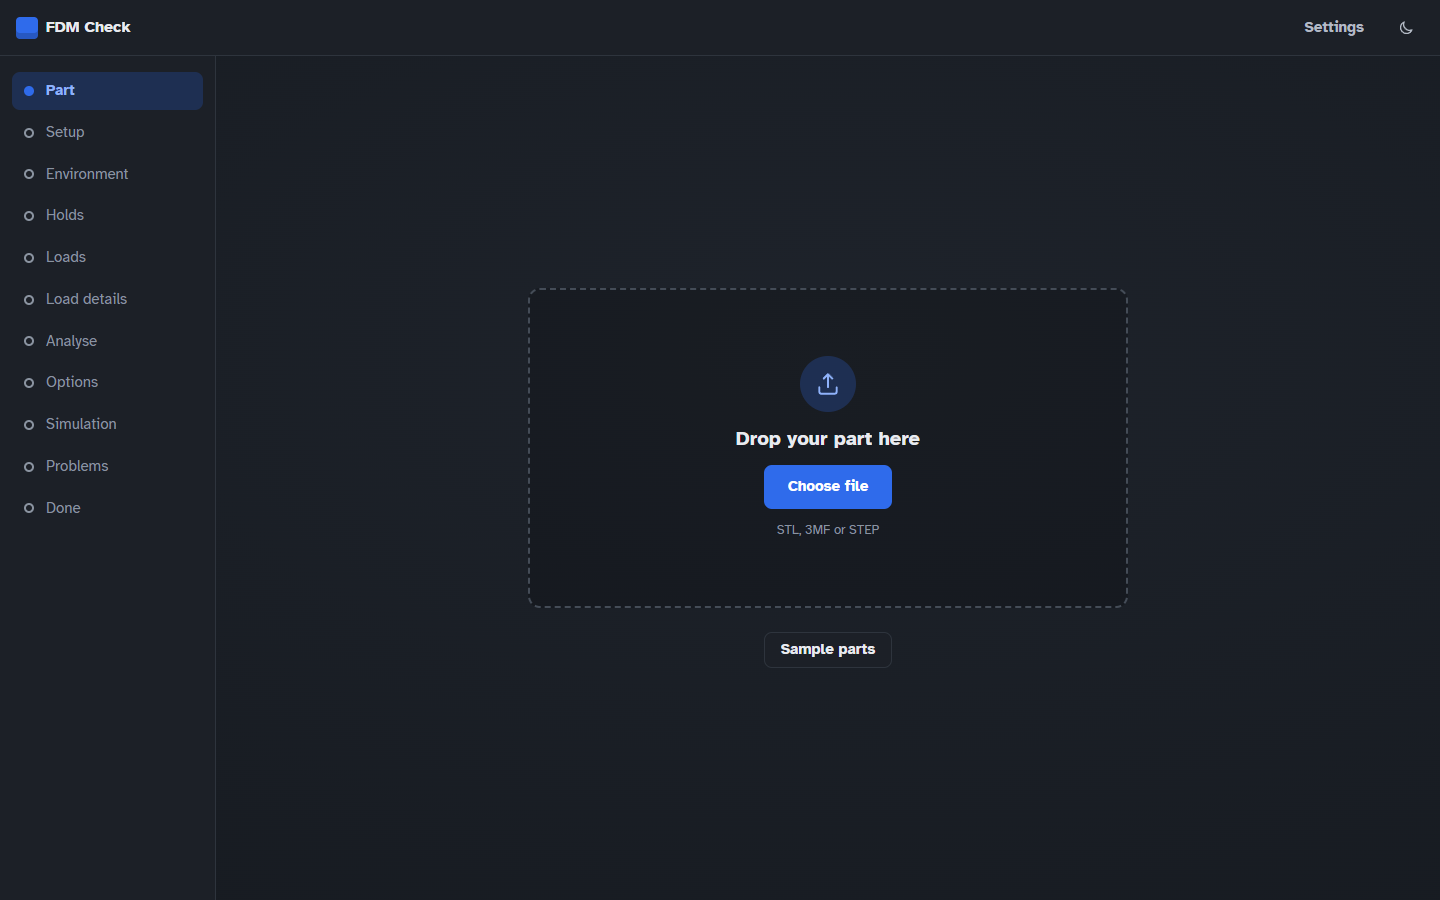 FDM Check
Settings
Part
Setup
Environment
Holds
Loads
Load details
Analyse
Options
Simulation
Problems
Done
Drop your part here
Choose file
STL, 3MF or STEP
Sample parts